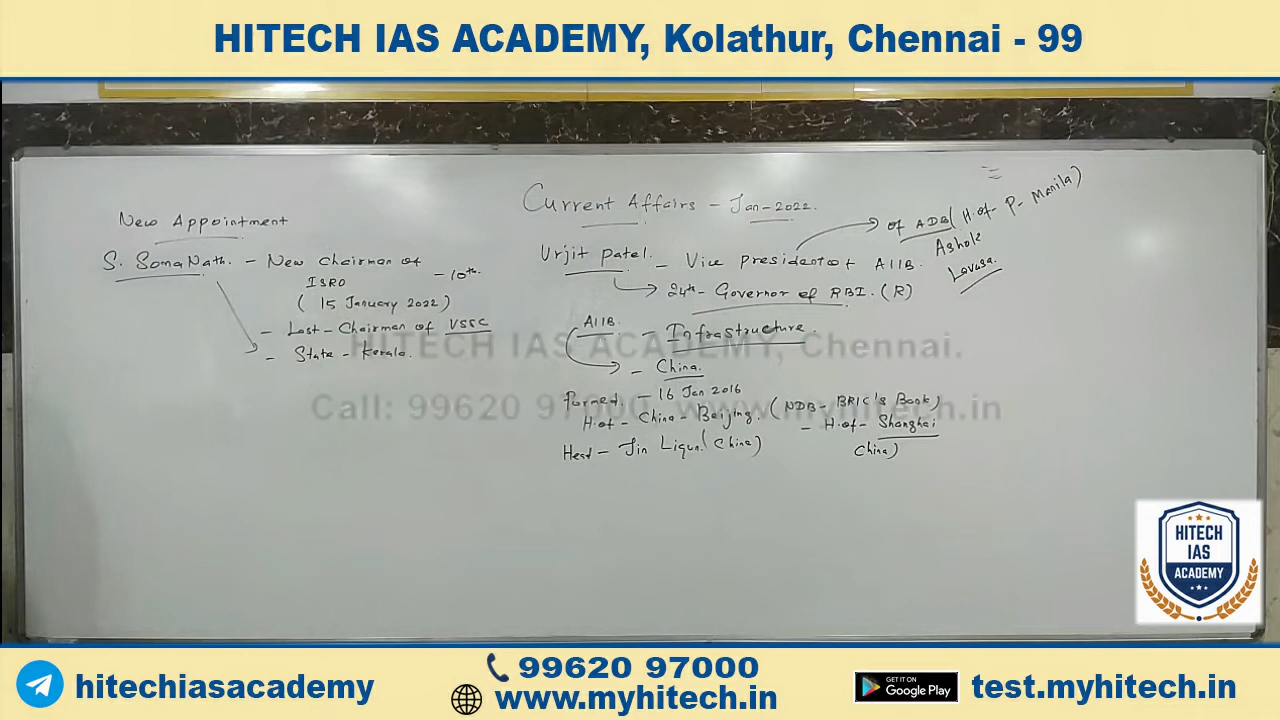 HITECH IAS ACADEMY, Kolathur, Chennai - 99
Current Affairs - Jan-2022.
New Appointment
S. SomaNath. - New Chairman of
ISRO - 10th.
( 15 January 2022)
- Last - Chairman of VSSC
- State - Kerala.
Urjit Patel. - Vice president of AIIB.
of ADB( H.of- P- Manila)
Ashok
Lavasa.
24th - Governor of RBI. (R)
AIIB. - Infrastructure.
- China.
Formed. - 16 Jan 2016
H.of - China - Beijing. (NDB - BRIC's Bank)
- H.of - Shanghai
China)
Head - Jin Liqun. (China)
HITECH IAS ACADEMY, Chennai.
Call: 99620 97000, www.myhitech.in
HITECH
IAS
ACADEMY
hitechiasacademy
99620 97000
www.myhitech.in
GET IT ON
Google Play
test.myhitech.in